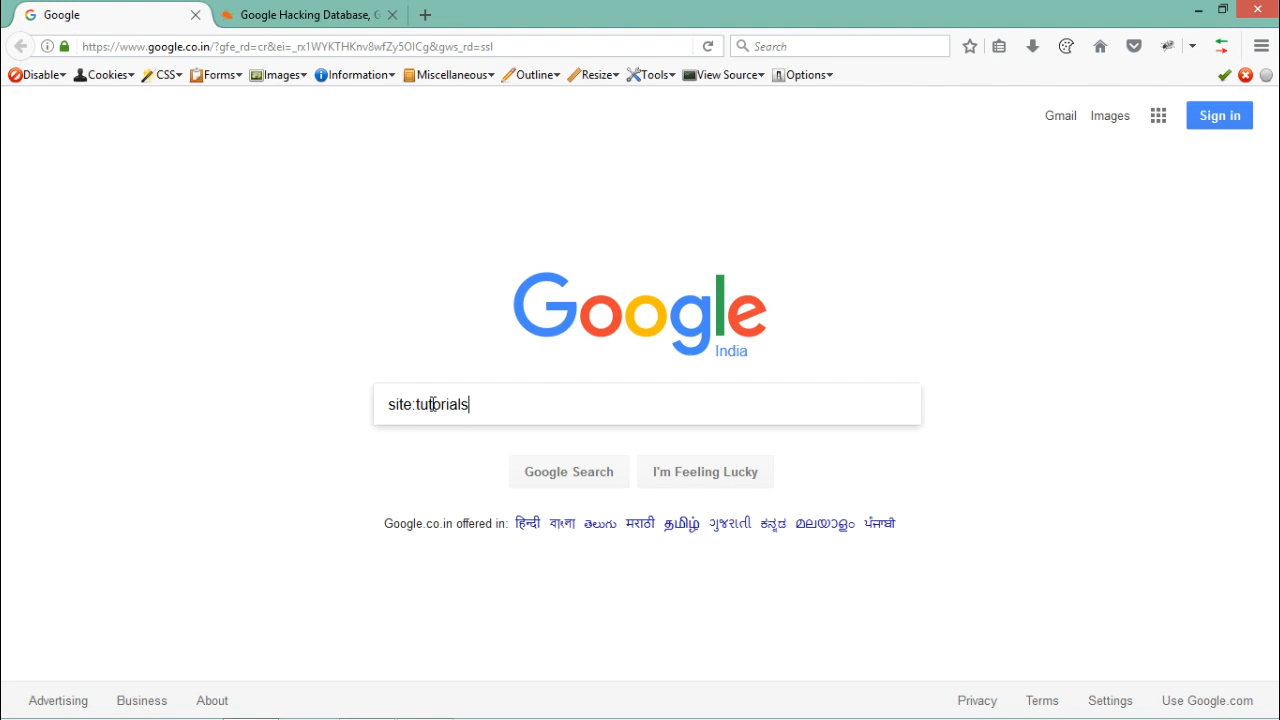 Google
Google Hacking Database, G
https://www.google.co.in/?gfe_rd=cr&ei=_rx1WYKTHKnv8wfZy5OICg&gws_rd=ssl
Search
Disable Cookies CSS Forms Images Information Miscellaneous Outline Resize Tools View Source Options
Gmail Images Sign in
Google
India
site:tutorials
Google Search I'm Feeling Lucky
Google.co.in offered in: हिन्दी বাংলা తెలుగు मराठी தமிழ் ગુજરાતી ಕನ್ನಡ മലയാളം ਪੰਜਾਬੀ
Advertising Business About Privacy Terms Settings Use Google.com